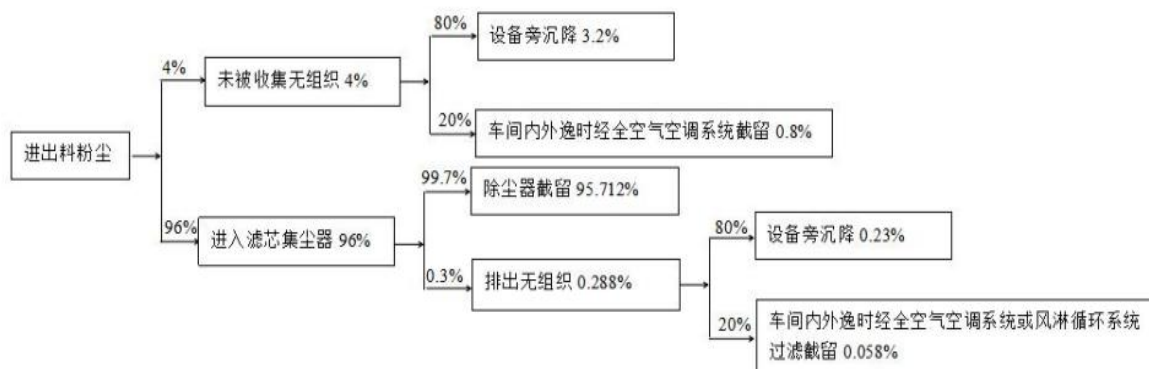 80%
设备旁沉降 3.2%
4%
未被收集无组织 4%
20%
车间内外逸时经全空气空调系统截留 0.8%
进出料粉尘
99.7%
除尘器截留 95.712%
96%
进入滤芯集尘器 96%
80%
设备旁沉降 0.23%
0.3%
排出无组织 0.288%
20%
车间内外逸时经全空气空调系统或风淋循环系统
过滤截留 0.058%